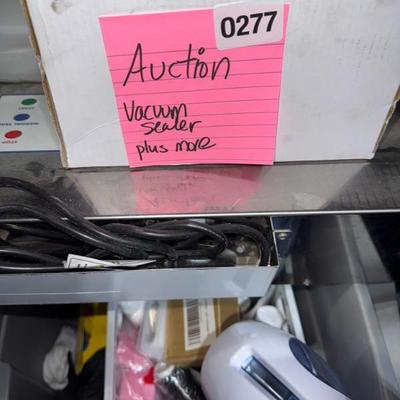 0277
Auction
Vacuum
sealer
plus more